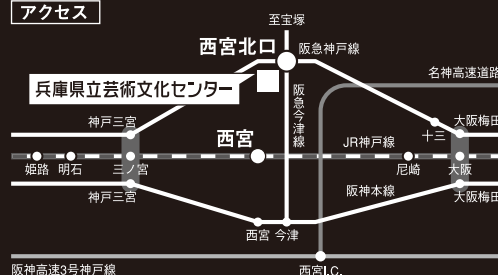 アクセス
至宝塚
西宮北口
阪急神戸線
名神高速道路
兵庫県立芸術文化センター
阪急今津線
神戸三宮
西宮
JR神戸線
十三
大阪梅田
姫路
明石
三ノ宮
尼崎
大阪
神戸三宮
阪神本線
大阪梅田
西宮
今津
阪神高速3号神戸線
西宮I.C.